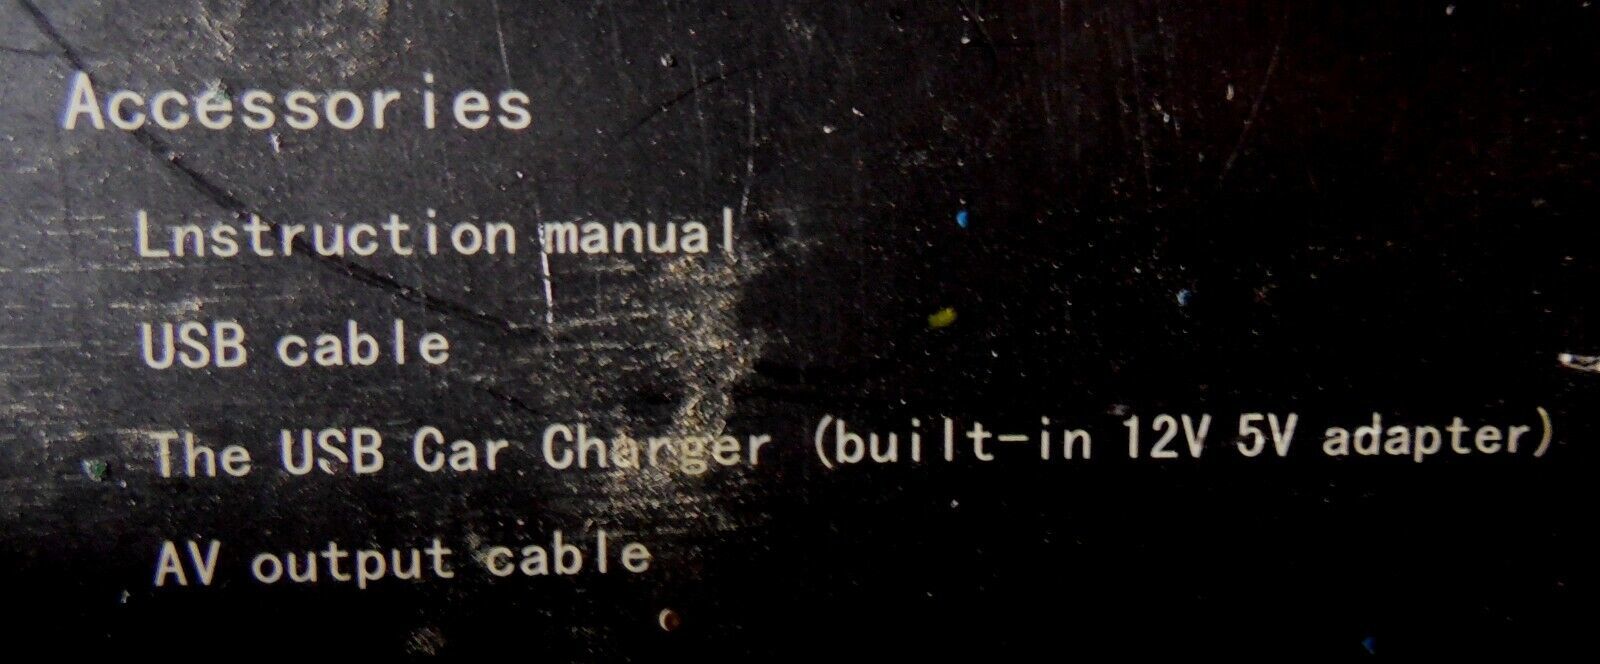 Accessories
Lnstruction manual
USB cable
The USB Car Charger (built-in 12V 5V adapter)
AV output cable